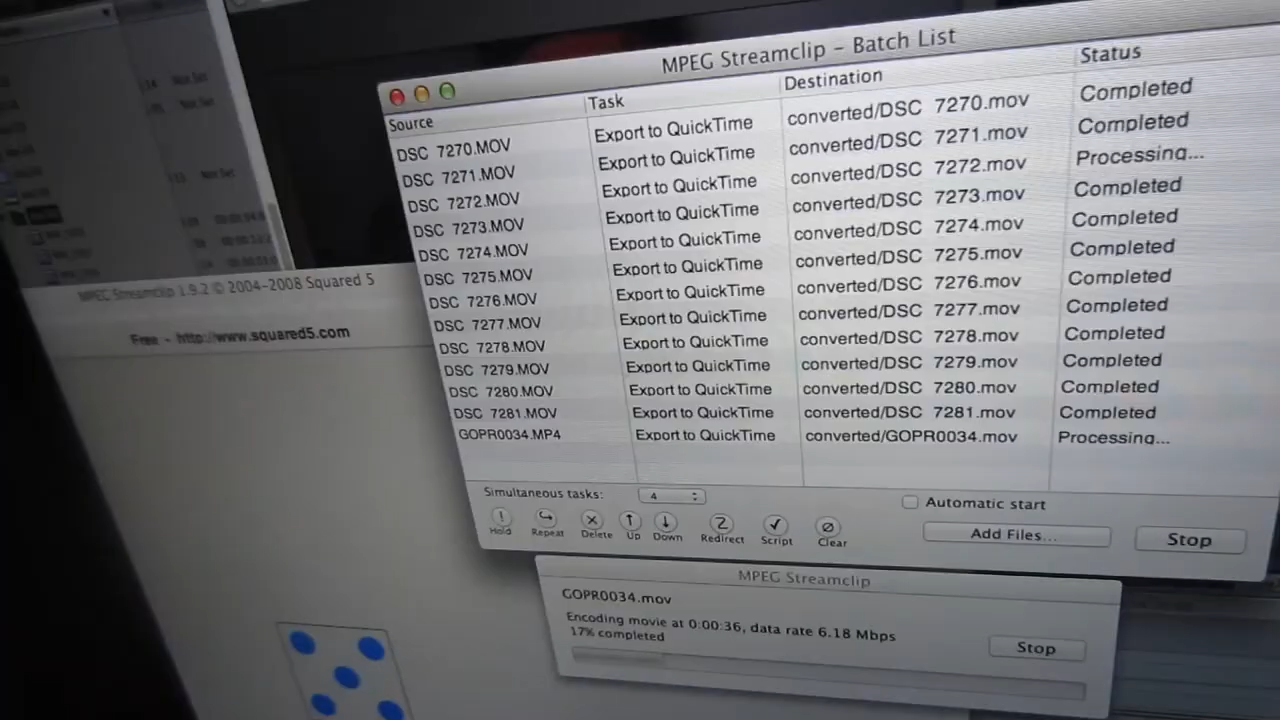 MPEG Streamclip - Batch List
Source Task Destination Status
DSC 7270.MOV Export to QuickTime converted/DSC 7270.mov Completed
DSC 7271.MOV Export to QuickTime converted/DSC 7271.mov Completed
DSC 7272.MOV Export to QuickTime converted/DSC 7272.mov Processing...
DSC 7273.MOV Export to QuickTime converted/DSC 7273.mov Completed
DSC 7274.MOV Export to QuickTime converted/DSC 7274.mov Completed
DSC 7275.MOV Export to QuickTime converted/DSC 7275.mov Completed
DSC 7276.MOV Export to QuickTime converted/DSC 7276.mov Completed
DSC 7277.MOV Export to QuickTime converted/DSC 7277.mov Completed
DSC 7278.MOV Export to QuickTime converted/DSC 7278.mov Completed
DSC 7279.MOV Export to QuickTime converted/DSC 7279.mov Completed
DSC 7280.MOV Export to QuickTime converted/DSC 7280.mov Completed
DSC 7281.MOV Export to QuickTime converted/DSC 7281.mov Completed
GOPR0034.MP4 Export to QuickTime converted/GOPR0034.mov Processing...
Simultaneous tasks: 4 Automatic start
Hold Repeat Delete Up Down Redirect Script Clear Add Files... Stop
MPEG Streamclip 1.9.2 © 2004-2008 Squared 5
Free - http://www.squared5.com
MPEG Streamclip
GOPR0034.mov
Encoding movie at 0:00:36, data rate 6.18 Mbps
17% completed
Stop